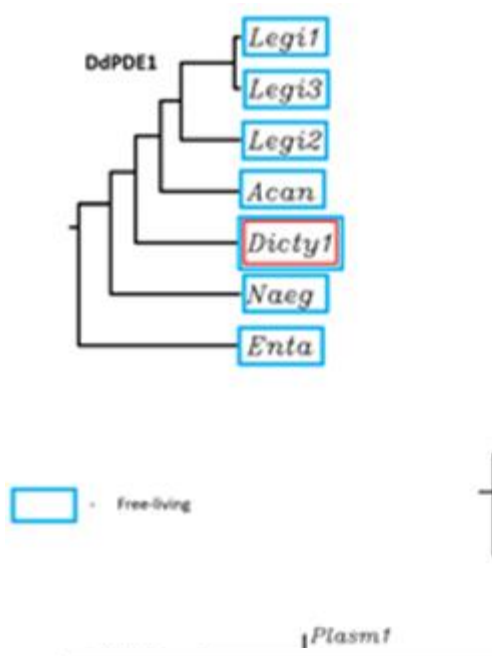 Legi1
DdPDE1
Legi3
Legi2
Acan
Dicty1
Naeg
Enta
- Free-living
Plasm1